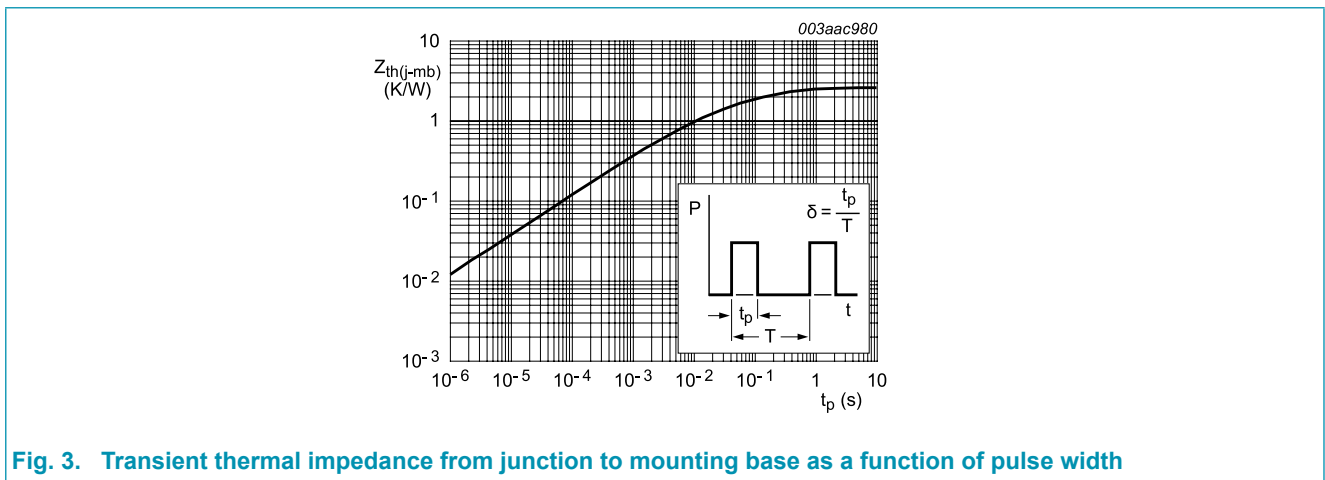 003aac980
10
Zth(j-mb)
(K/W)
1
10-1
10-2
10-3
10-6 10-5 10-4 10-3 10-2 10-1 1 10
tp (s)
P
δ = tp
T
tp
T
t
Fig. 3. Transient thermal impedance from junction to mounting base as a function of pulse width